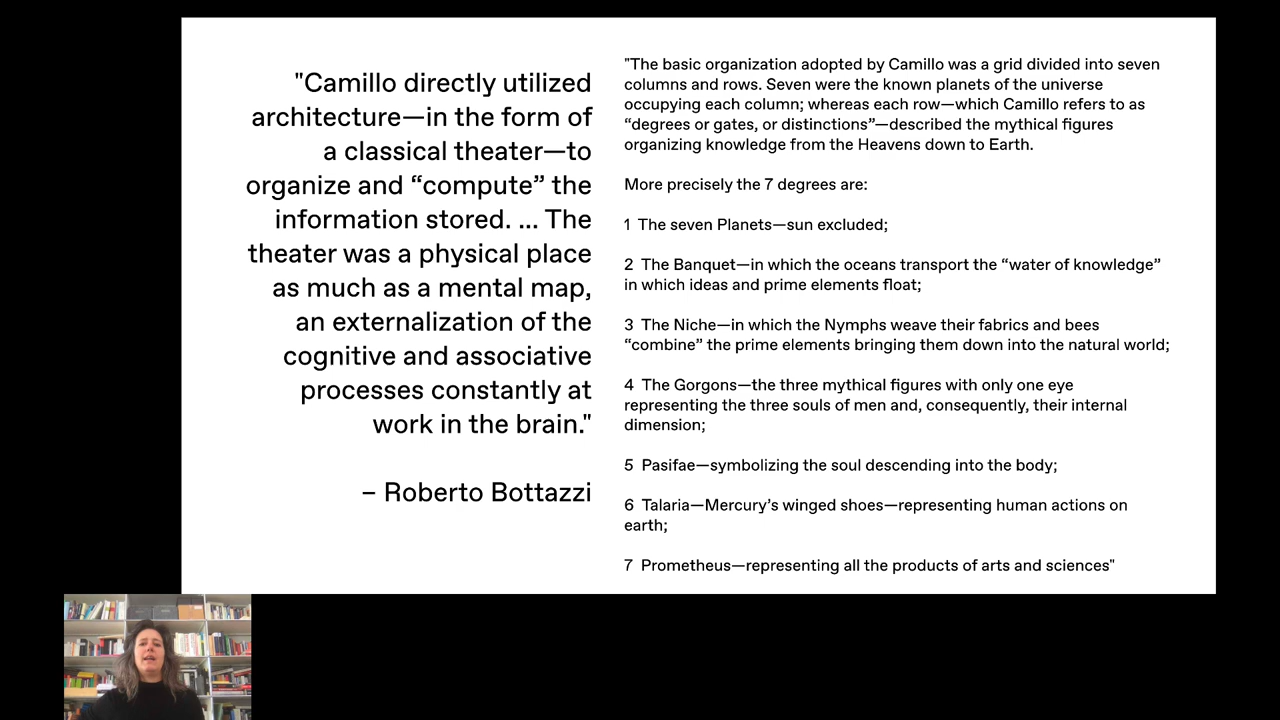 "Camillo directly utilized
architecture—in the form of
a classical theater—to
organize and “compute” the
information stored. ... The
theater was a physical place
as much as a mental map,
an externalization of the
cognitive and associative
processes constantly at
work in the brain."
– Roberto Bottazzi
"The basic organization adopted by Camillo was a grid divided into seven
columns and rows. Seven were the known planets of the universe
occupying each column; whereas each row—which Camillo refers to as
“degrees or gates, or distinctions”—described the mythical figures
organizing knowledge from the Heavens down to Earth.
More precisely the 7 degrees are:
1 The seven Planets—sun excluded;
2 The Banquet—in which the oceans transport the “water of knowledge”
in which ideas and prime elements float;
3 The Niche—in which the Nymphs weave their fabrics and bees
“combine” the prime elements bringing them down into the natural world;
4 The Gorgons—the three mythical figures with only one eye
representing the three souls of men and, consequently, their internal
dimension;
5 Pasifae—symbolizing the soul descending into the body;
6 Talaria—Mercury’s winged shoes—representing human actions on
earth;
7 Prometheus—representing all the products of arts and sciences"